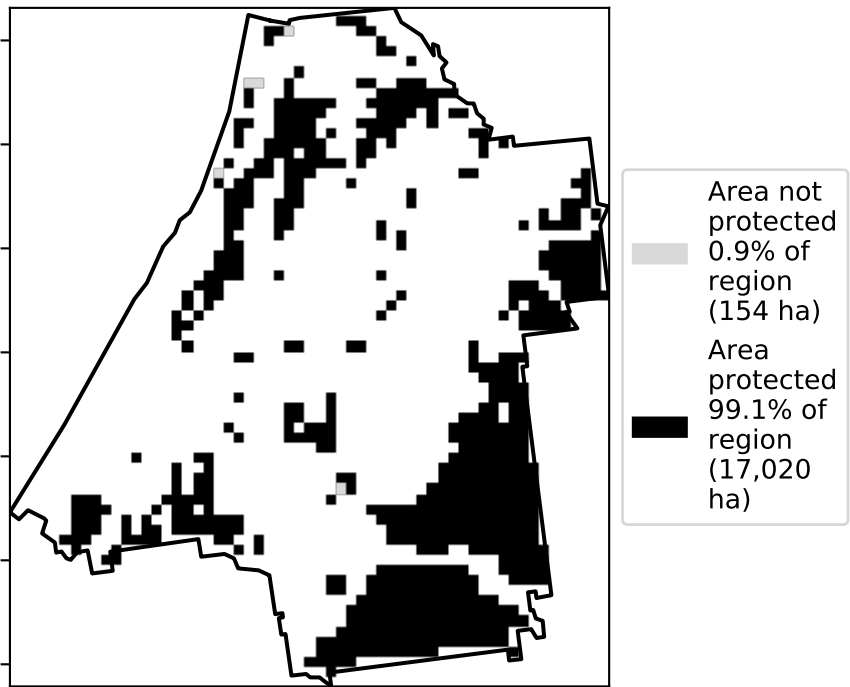 Area not
protected
0.9% of
region
(154 ha)
Area
protected
99.1% of
region
(17,020
ha)